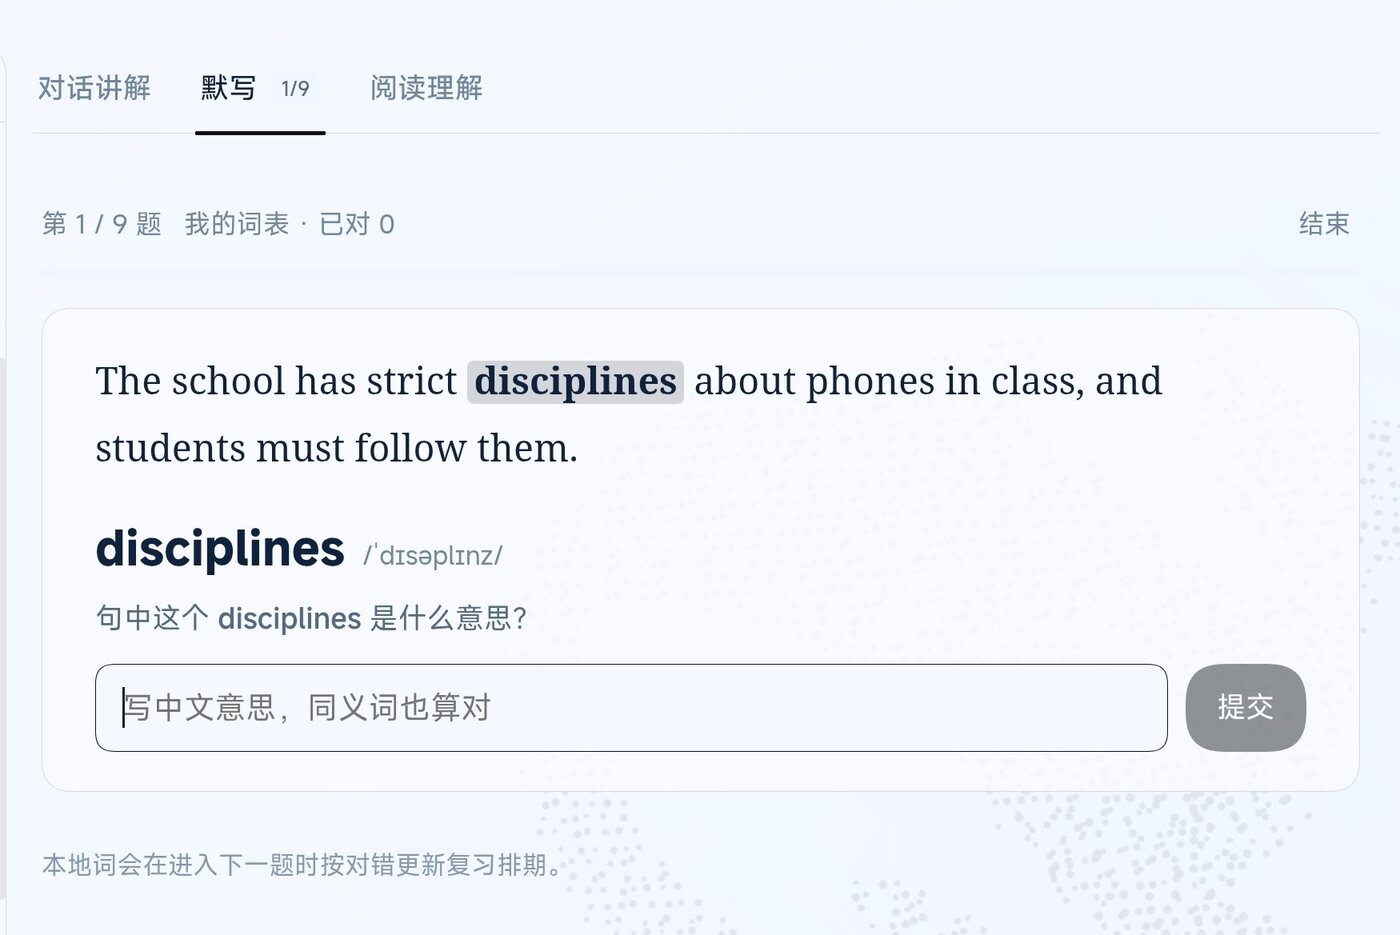 对话讲解 默写 1/9 阅读理解
第 1 / 9 题 我的词表 · 已对 0 结束
The school has strict disciplines about phones in class, and
students must follow them.
disciplines /ˈdɪsəplɪnz/
句中这个 disciplines 是什么意思？
写中文意思，同义词也算对 提交
本地词会在进入下一题时按对错更新复习排期。